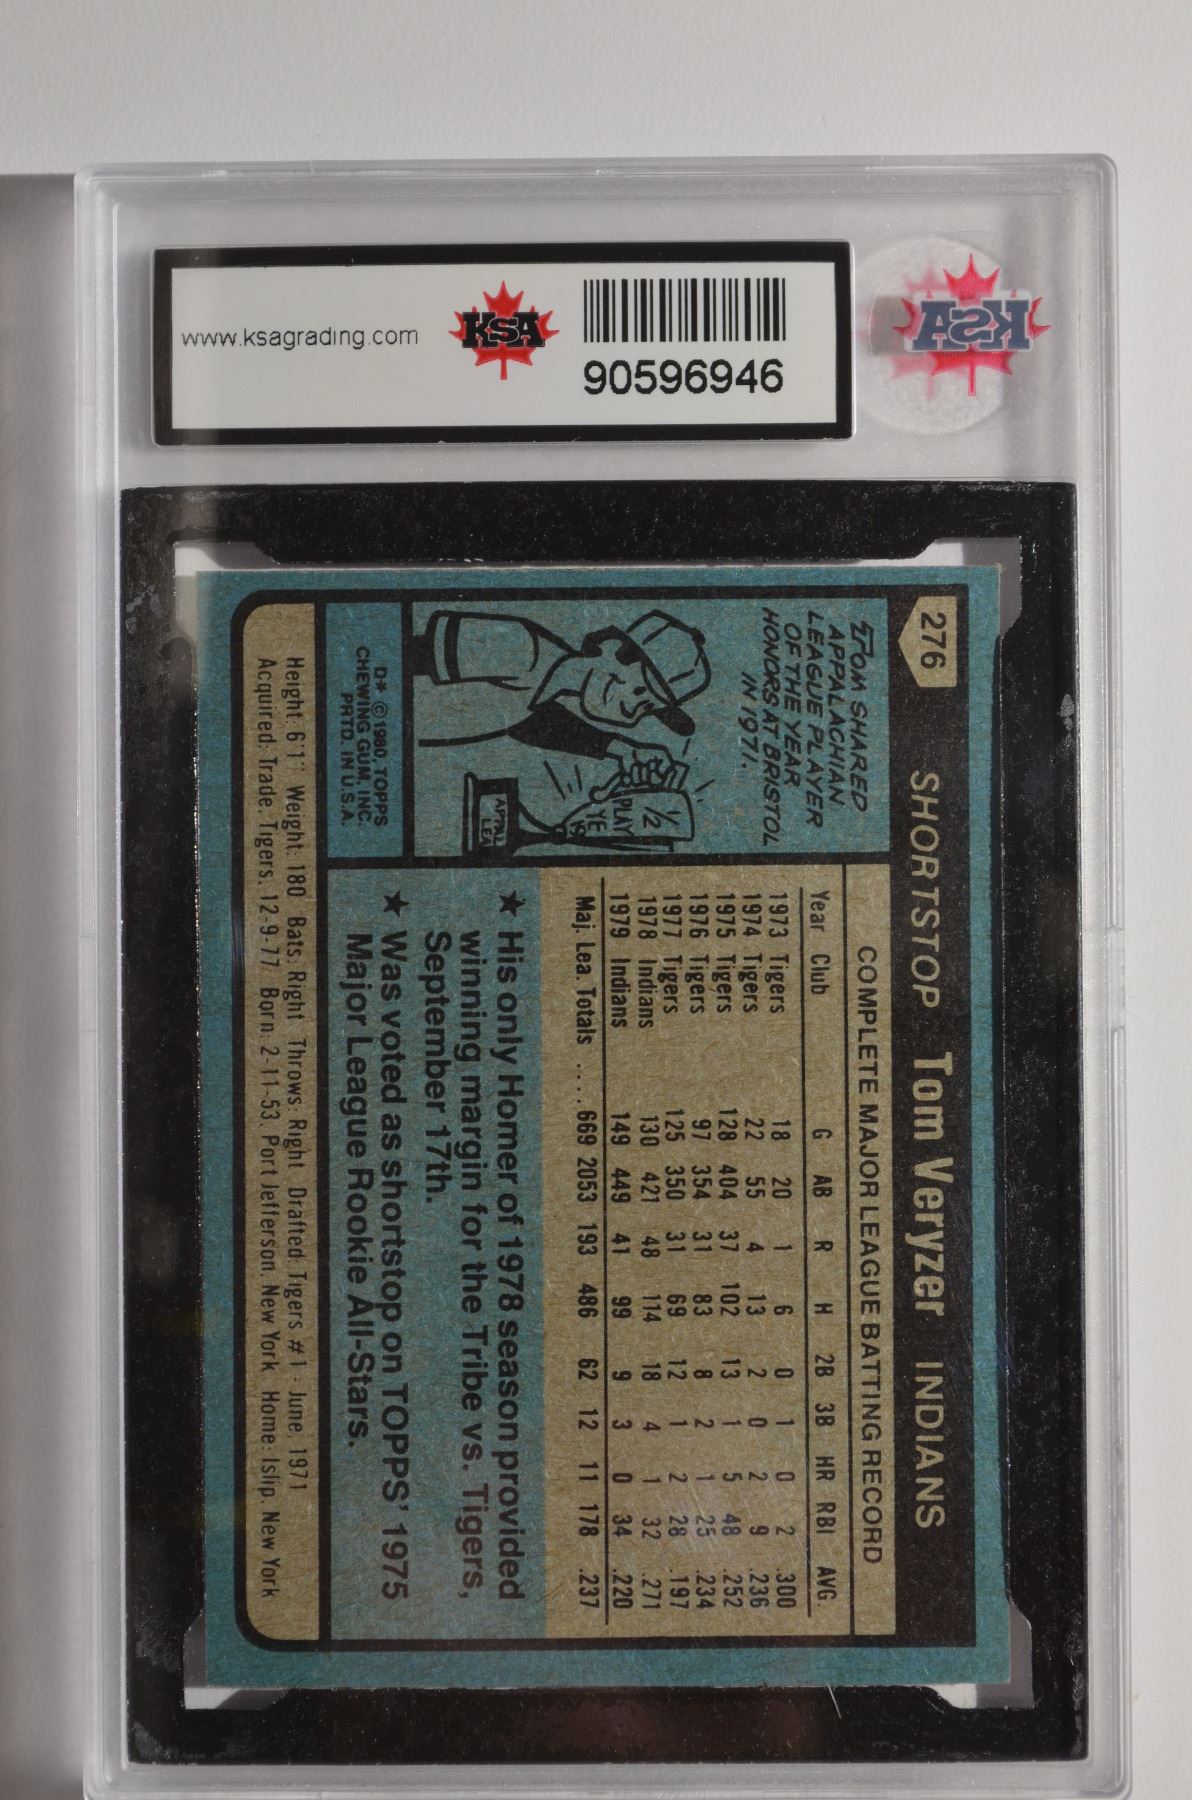 www.ksagrading.com
KSA
90596946
KSA
276
SHORTSTOP Tom Veryzer INDIANS
TOM SHARED
APPALACHIAN
LEAGUE PLAYER
OF THE YEAR
HONORS AT BRISTOL
IN 1971.
1/2
PLAY
YE
APPAL
LEA
D* © 1980, TOPPS
CHEWING GUM, INC.
PRTD. IN U.S.A.
COMPLETE MAJOR LEAGUE BATTING RECORD
Year Club G AB R H 2B 3B HR RBI AVG.
1973 Tigers 18 20 1 6 0 1 0 2 .300
1974 Tigers 22 55 4 13 2 0 2 9 .236
1975 Tigers 128 404 37 102 13 1 5 48 .252
1976 Tigers 97 354 31 83 8 2 1 25 .234
1977 Tigers 125 350 31 69 12 1 2 28 .197
1978 Indians 130 421 48 114 18 4 1 32 .271
1979 Indians 149 449 41 99 9 3 0 34 .220
Maj. Lea. Totals .... 669 2053 193 486 62 12 11 178 .237
★ His only Homer of 1978 season provided
winning margin for the Tribe vs. Tigers,
September 17th.
★ Was voted as shortstop on TOPPS' 1975
Major League Rookie All-Stars.
Height: 6'1" Weight: 180 Bats: Right Throws: Right Drafted: Tigers #1 - June, 1971
Acquired: Trade, Tigers, 12-9-77 Born: 2-11-53, Port Jefferson, New York Home: Islip, New York